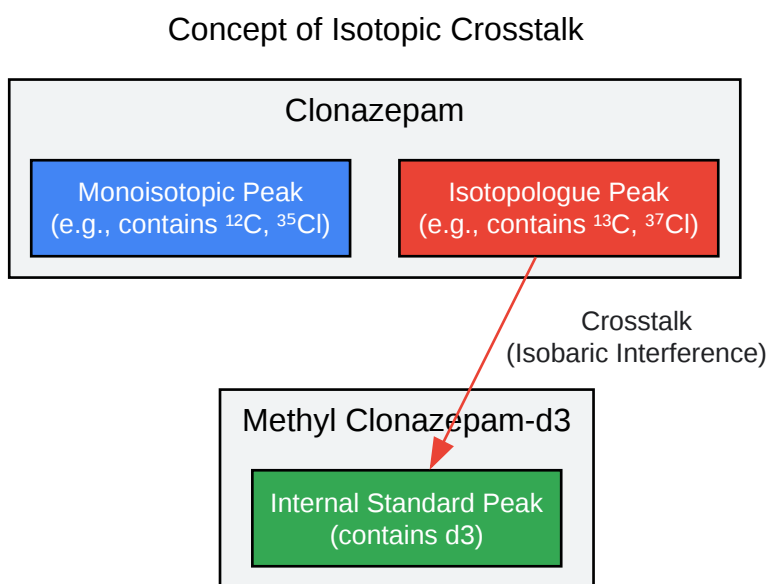 Concept of Isotopic Crosstalk
Clonazepam
Monoisotopic Peak
(e.g., contains ¹²C, ³⁵Cl)
Isotopologue Peak
(e.g., contains ¹³C, ³⁷Cl)
Crosstalk
(Isobaric Interference)
Methyl Clonazepam-d3
Internal Standard Peak
(contains d3)